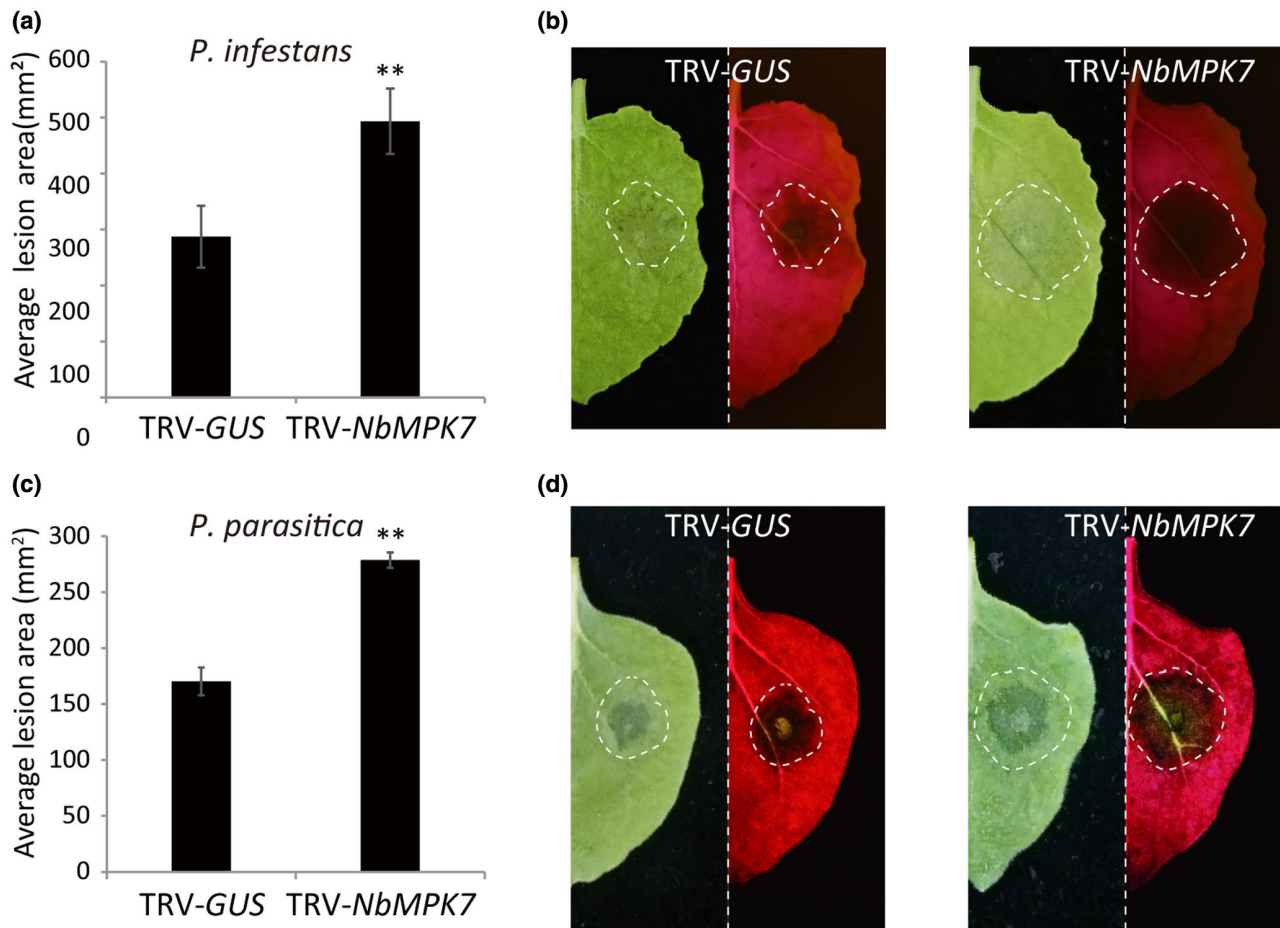 (a)
P. infestans
Average lesion area(mm²)
600
500
400
300
200
100
0
**
TRV-GUS TRV-NbMPK7
(b)
TRV-GUS
TRV-NbMPK7
(c)
P. parasitica
Average lesion area (mm²)
300
250
200
150
100
50
0
**
TRV-GUS TRV-NbMPK7
(d)
TRV-GUS
TRV-NbMPK7